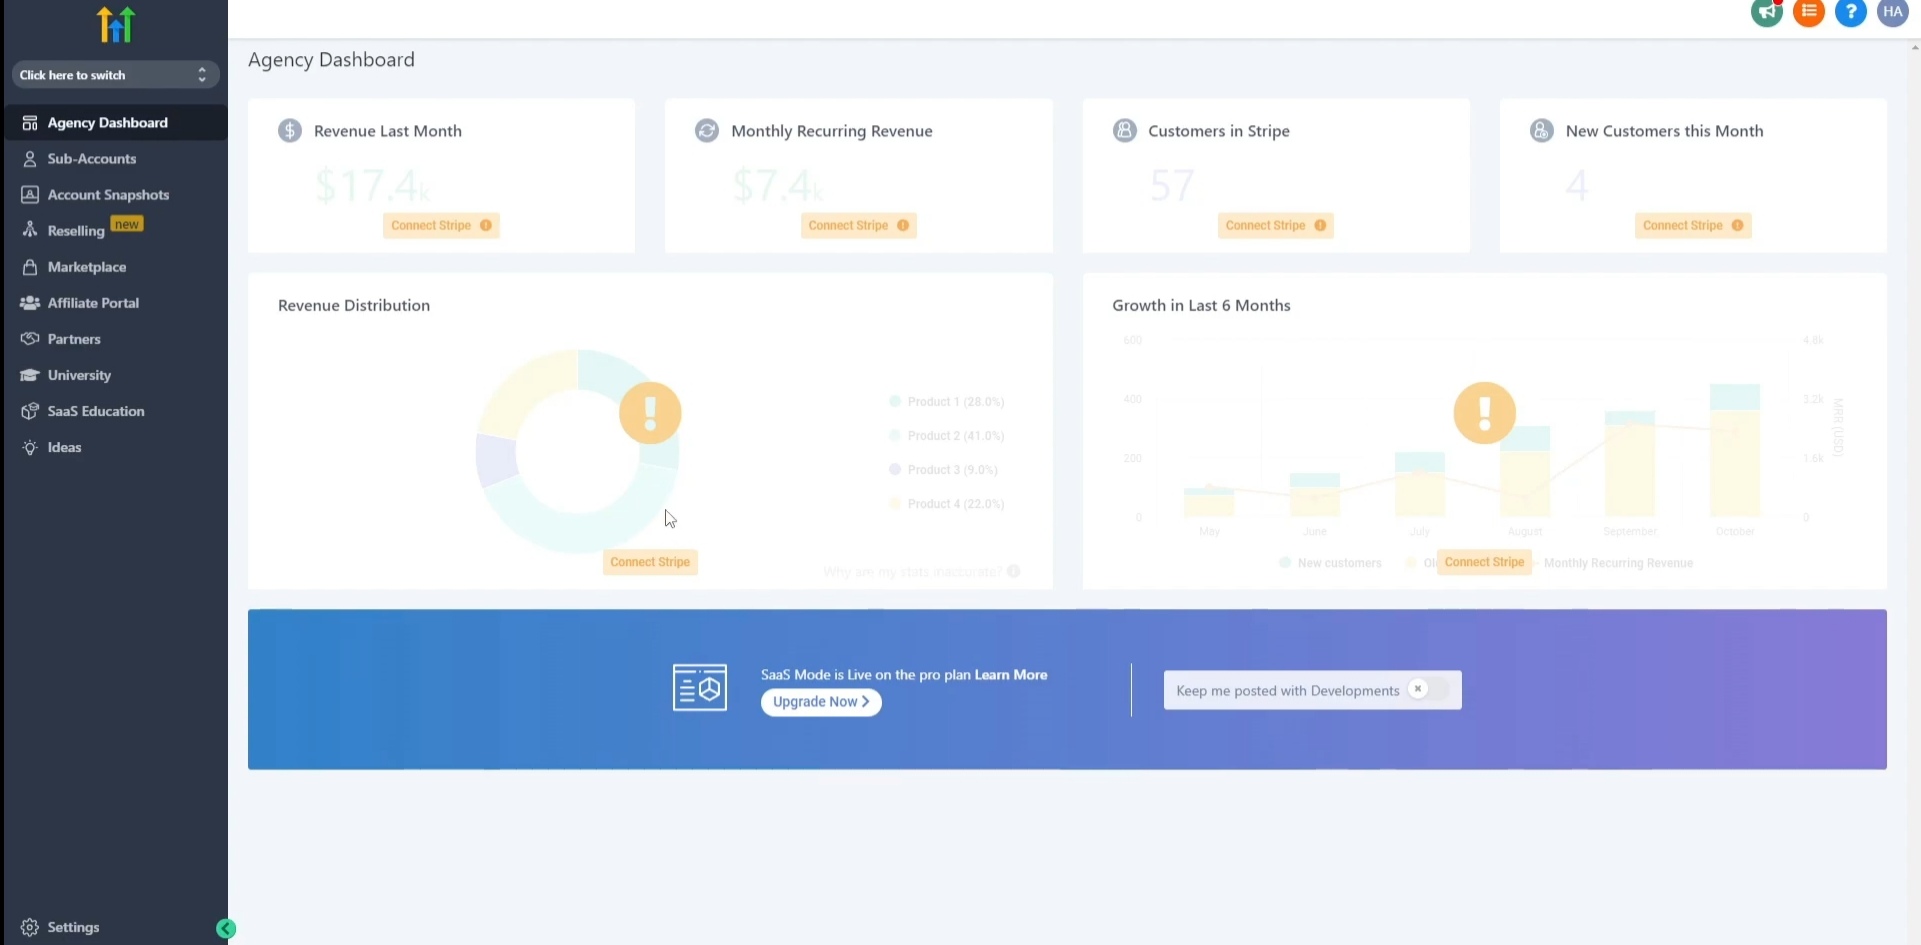 HA
Click here to switch
Agency Dashboard
Sub-Accounts
Account Snapshots
Reselling new
Marketplace
Affiliate Portal
Partners
University
SaaS Education
Ideas
Settings
Agency Dashboard
Revenue Last Month
$17.4k
Connect Stripe
Monthly Recurring Revenue
$7.4k
Connect Stripe
Customers in Stripe
57
Connect Stripe
New Customers this Month
4
Connect Stripe
Revenue Distribution
Product 1 (28.0%)
Product 2 (41.0%)
Product 3 (9.0%)
Product 4 (22.0%)
Connect Stripe
Why are my stats inaccurate?
Growth in Last 6 Months
600
400
200
0
4.8k
3.2k
1.6k
0
MRR (USD)
May June July August September October
New customers Connect Stripe Monthly Recurring Revenue
SaaS Mode is Live on the pro plan Learn More
Upgrade Now
Keep me posted with Developments